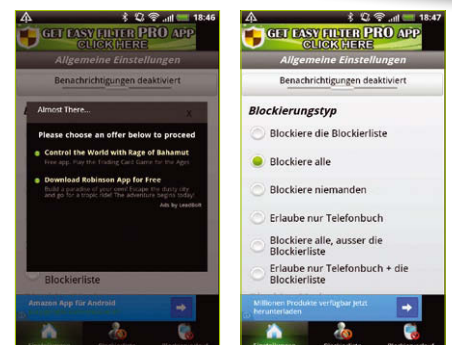 18:46
GET EASY FILTER PRO APP
CLICK HERE
Allgemeine Einstellungen
Benachrichtigungen deaktiviert
Almost There...
X
Please choose an offer below to proceed
Control the World with Rage of Bahamut
Free app. Play the Trading Card Game for the Ages
Download Robinson App for Free
Build a paradise of your own! Escape the dusty city
and go for a tropic ride! The adventure begins today!
Ads by LeadBolt
Blockierliste
Amazon App für Android
18:47
GET EASY FILTER PRO APP
CLICK HERE
Allgemeine Einstellungen
Benachrichtigungen deaktiviert
Blockierungstyp
Blockiere die Blockierliste
Blockiere alle
Blockiere niemanden
Erlaube nur Telefonbuch
Blockiere alle, ausser die
Blockierliste
Erlaube nur Telefonbuch + die
Blockierliste
Millionen Produkte verfügbar Jetzt
herunterladen